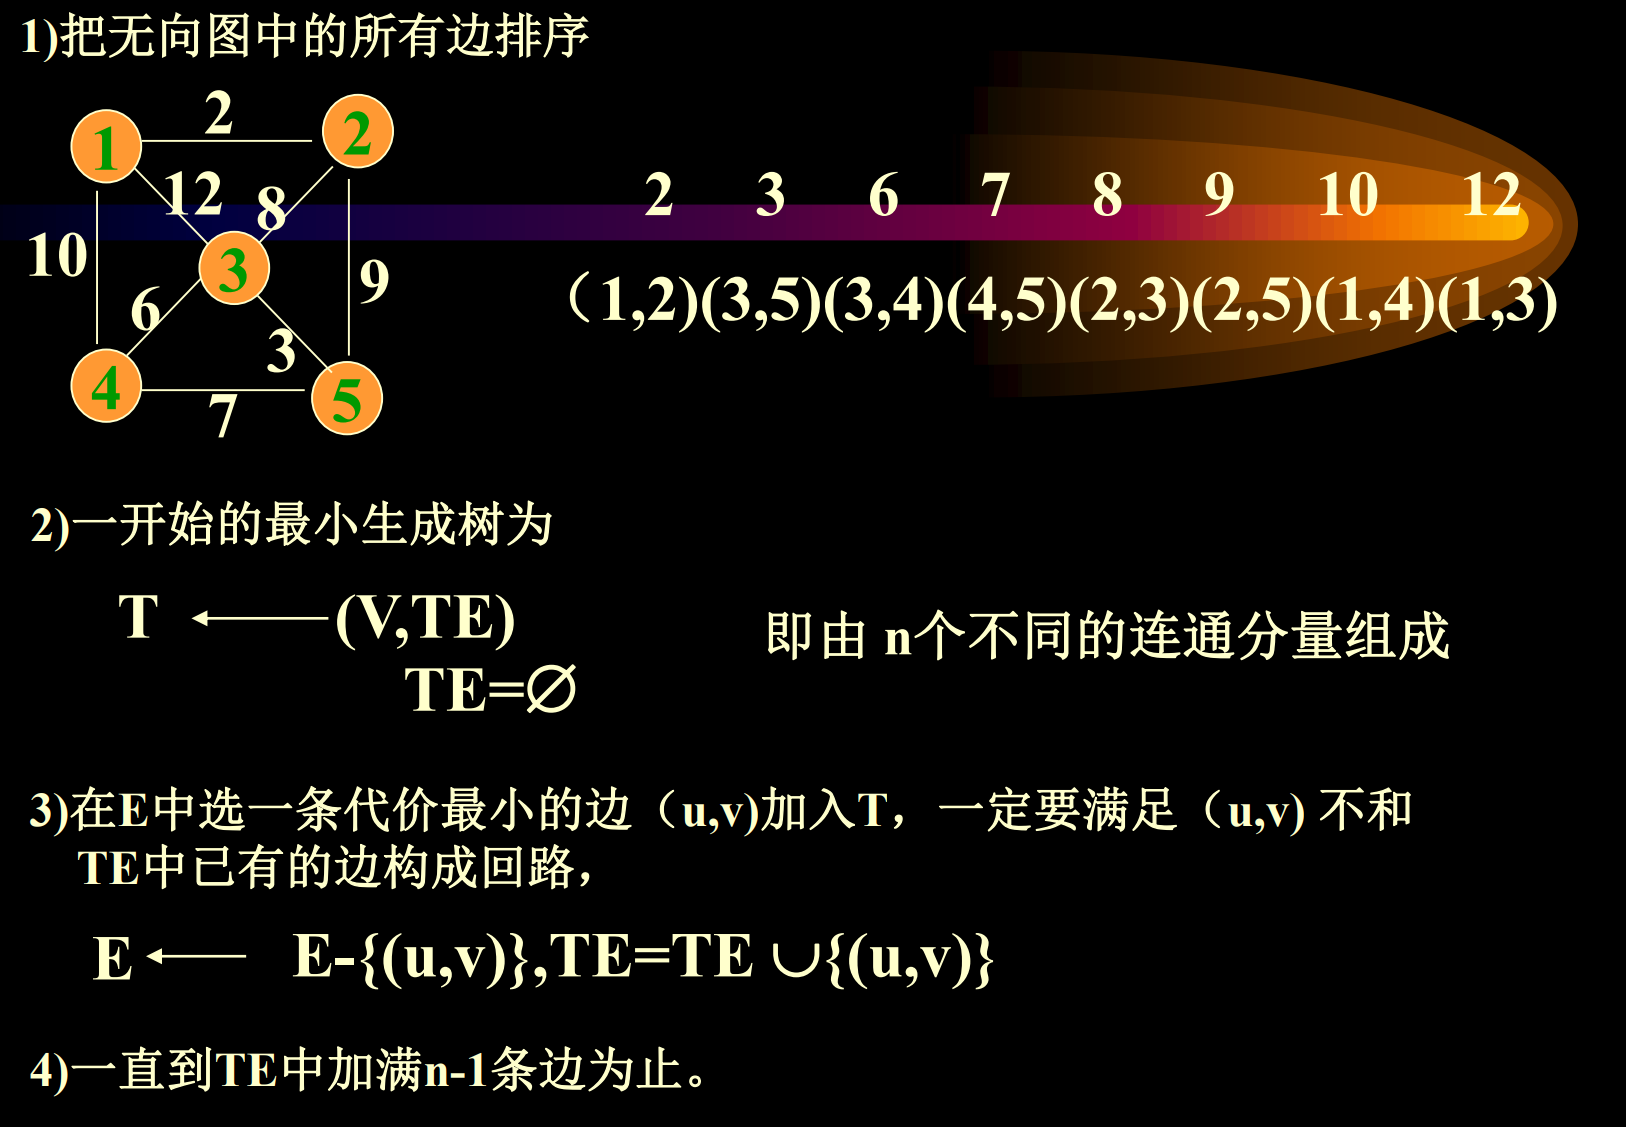 1)把无向图中的所有边排序
1 2 2
12 8
10 3 9
6 3
4 7 5
2 3 6 7 8 9 10 12
（1,2)(3,5)(3,4)(4,5)(2,3)(2,5)(1,4)(1,3)
2)一开始的最小生成树为
T ← (V,TE)
TE=∅
即由 n个不同的连通分量组成
3)在E中选一条代价最小的边（u,v)加入T，一定要满足（u,v) 不和
TE中已有的边构成回路，
E ← E-{(u,v)},TE=TE ∪{(u,v)}
4)一直到TE中加满n-1条边为止。